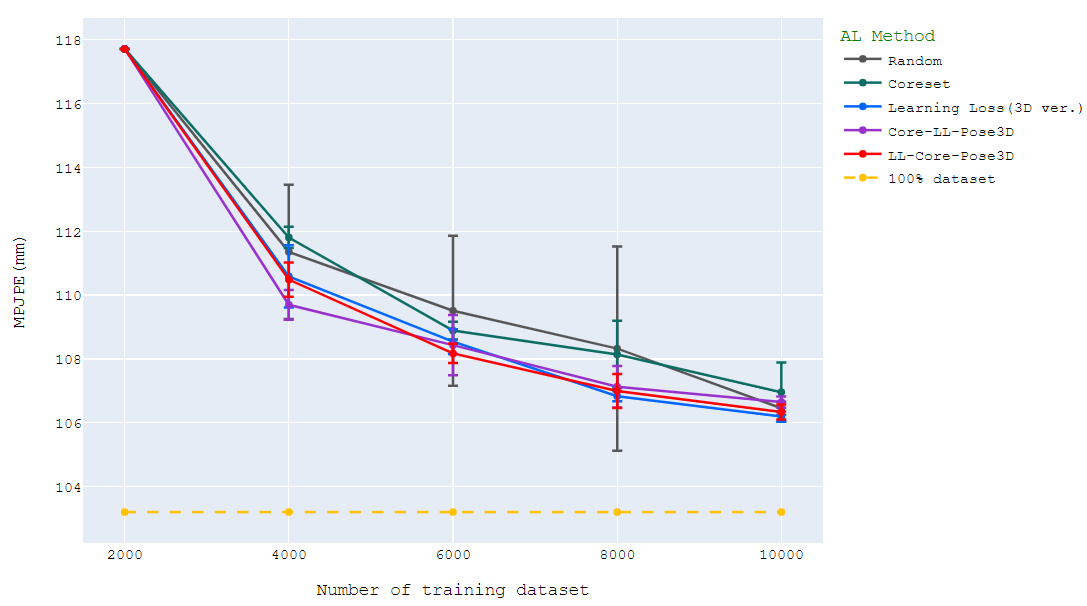 118
116
114
112
110
108
106
104
MPJPE(mm)
2000
4000
6000
8000
10000
Number of training dataset
AL Method
Random
Coreset
Learning Loss(3D ver.)
Core-LL-Pose3D
LL-Core-Pose3D
100% dataset